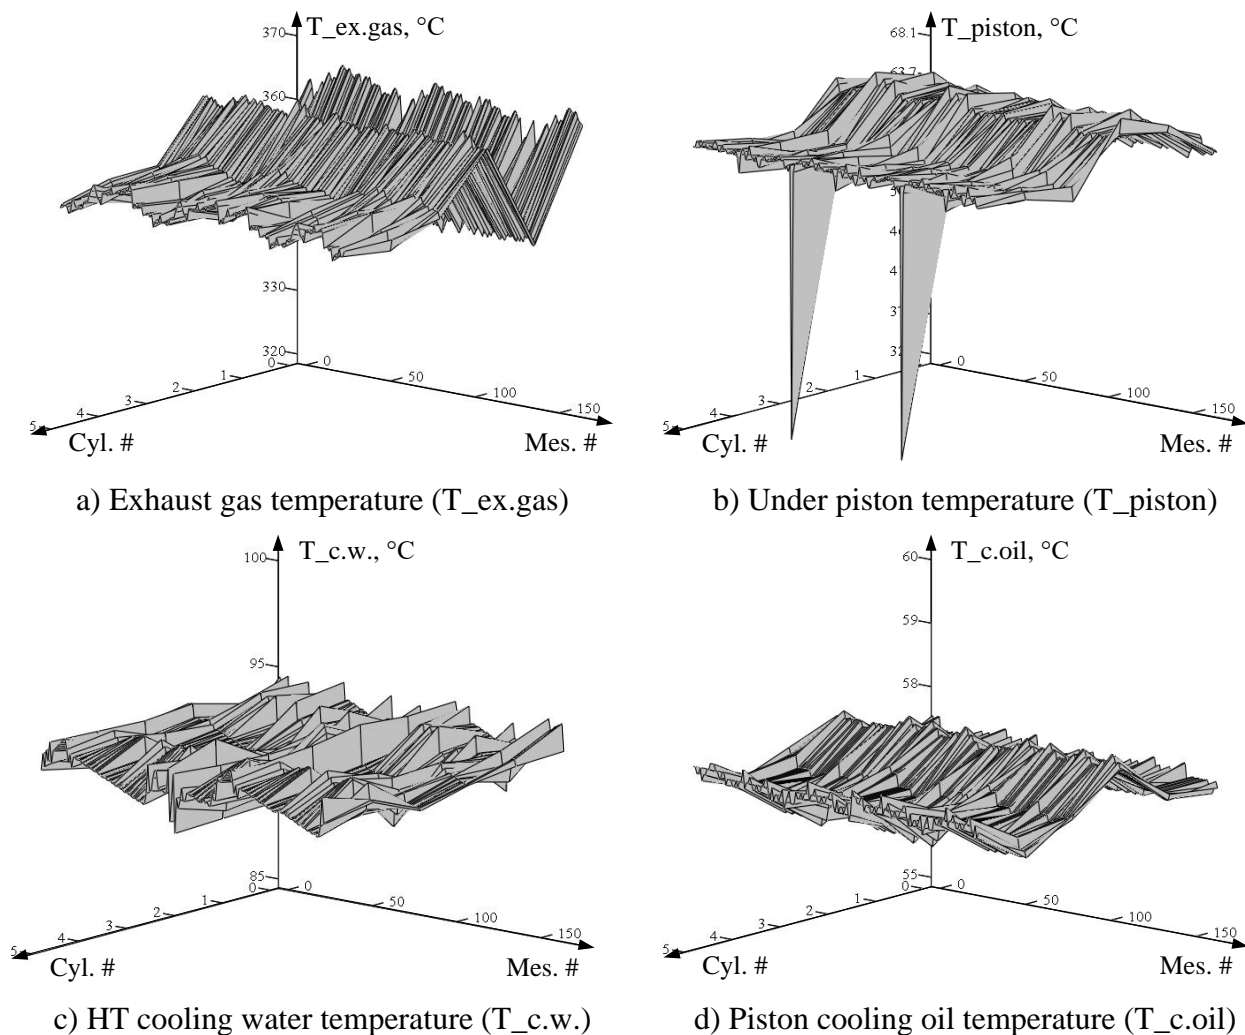 370 T_ex.gas, °C
360
330
320
0 1 2 3 4 5
0 50 100 150
Cyl. # Mes. #
a) Exhaust gas temperature (T_ex.gas)
68.1 T_piston, °C
63.7
0 1 2 3 4 5
0 50 100 150
Cyl. # Mes. #
b) Under piston temperature (T_piston)
100 T_c.w., °C
95
85
0 1 2 3 4 5
0 50 100 150
Cyl. # Mes. #
c) HT cooling water temperature (T_c.w.)
60 T_c.oil, °C
59
58
55
0 1 2 3 4 5
0 50 100 150
Cyl. # Mes. #
d) Piston cooling oil temperature (T_c.oil)